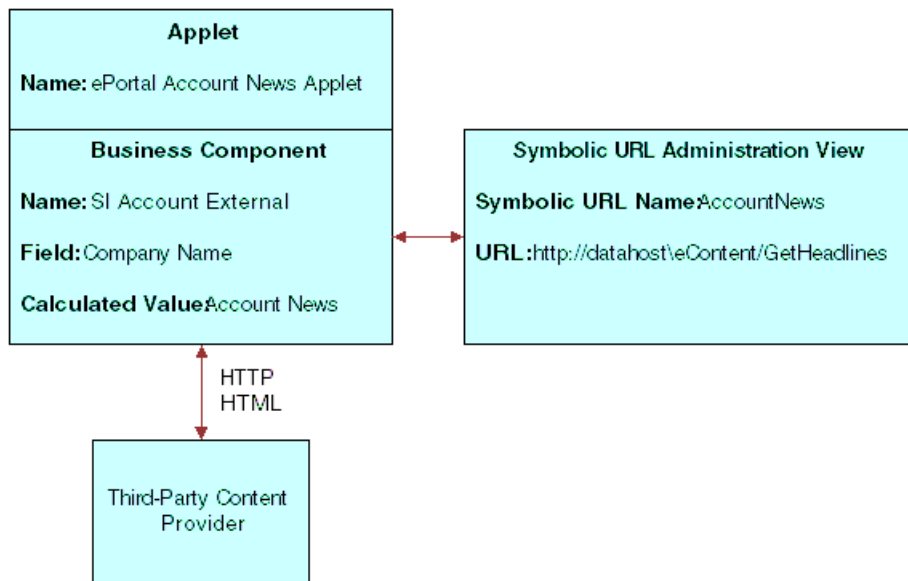 Applet
Name: ePortal Account News Applet
Business Component
Name: SI Account External
Field: Company Name
Calculated Value: Account News
Symbolic URL Administration View
Symbolic URL Name: AccountNews
URL: http://datahost\eContent/GetHeadlines
HTTP
HTML
Third-Party Content
Provider